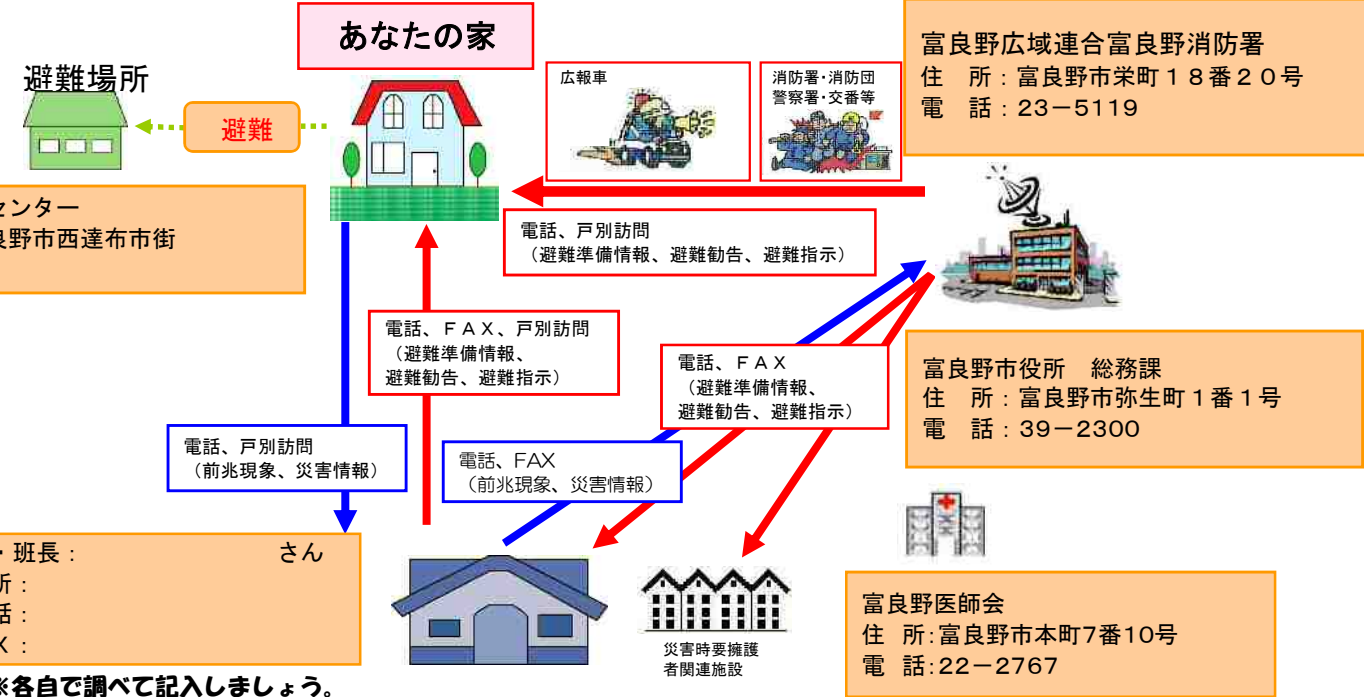 あなたの家
避難場所
避難
広報車
消防署・消防団
警察署・交番等
富良野広域連合富良野消防署
住　所：富良野市栄町１８番２０号
電　話：23－5119
センター
良野市西達布市街
電話、戸別訪問
（避難準備情報、避難勧告、避難指示）
電話、ＦＡＸ、戸別訪問
（避難準備情報、
避難勧告、避難指示）
電話、ＦＡＸ
（避難準備情報、
避難勧告、避難指示）
富良野市役所　総務課
住　所：富良野市弥生町１番１号
電　話：39－2300
電話、戸別訪問
（前兆現象、災害情報）
電話、FAX
（前兆現象、災害情報）
・班長：　　　　　　　　さん
所：
話：
Ｘ：
※各自で調べて記入しましょう。
災害時要擁護
者関連施設
富良野医師会
住　所：富良野市本町7番10号
電　話：22－2767